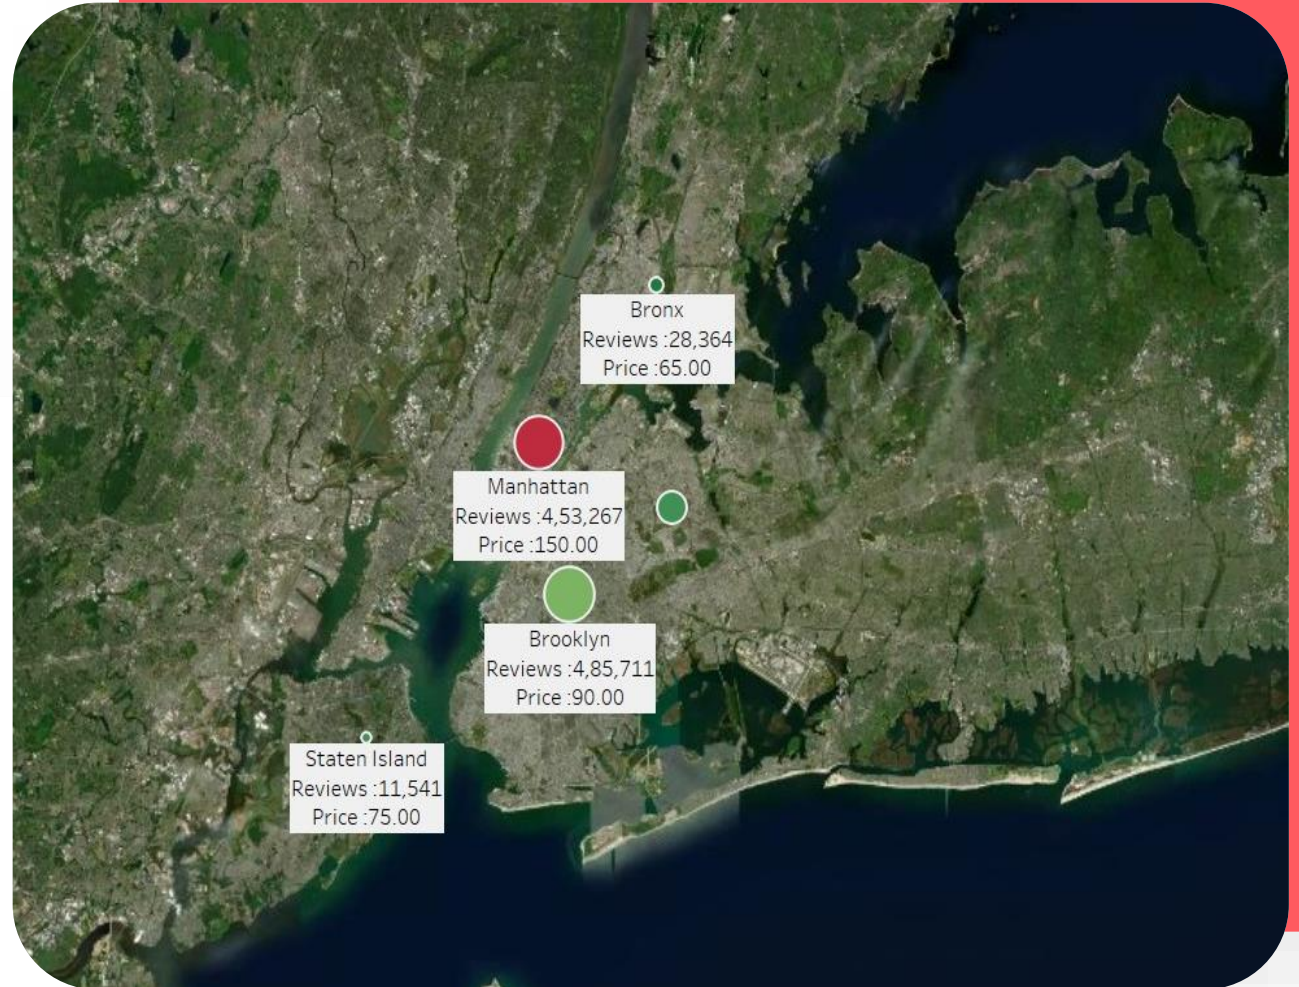 Bronx
Reviews :28,364
Price :65.00
Manhattan
Reviews :4,53,267
Price :150.00
Brooklyn
Reviews :4,85,711
Price :90.00
Staten Island
Reviews :11,541
Price :75.00